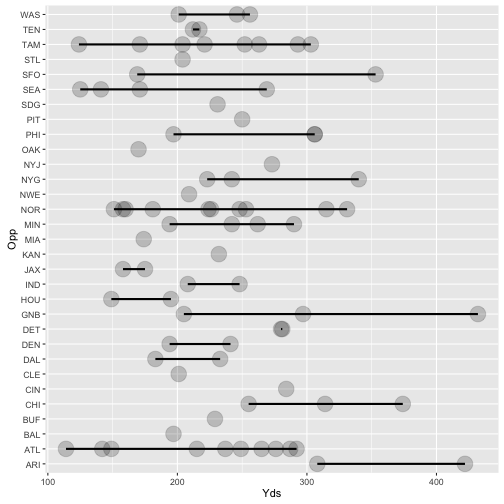 WAS
TEN
TAM
STL
SFO
SEA
SDG
PIT
PHI
OAK
NYJ
NYG
NWE
NOR
MIN
MIA
KAN
JAX
IND
HOU
GNB
DET
DEN
DAL
CLE
CIN
CHI
BUF
BAL
ATL
ARI
Opp
100 200 300 400
Yds